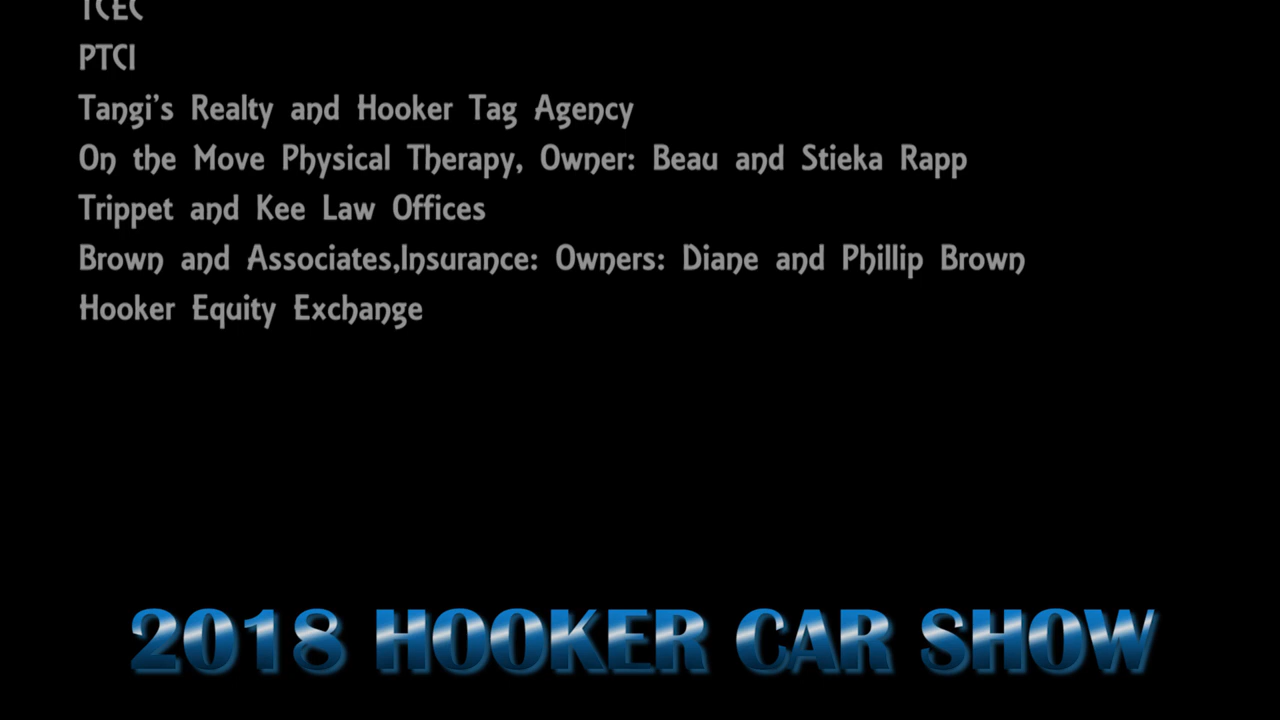 TCEC
PTCI
Tangi's Realty and Hooker Tag Agency
On the Move Physical Therapy, Owner: Beau and Stieka Rapp
Trippet and Kee Law Offices
Brown and Associates,Insurance: Owners: Diane and Phillip Brown
Hooker Equity Exchange
2018 HOOKER CAR SHOW